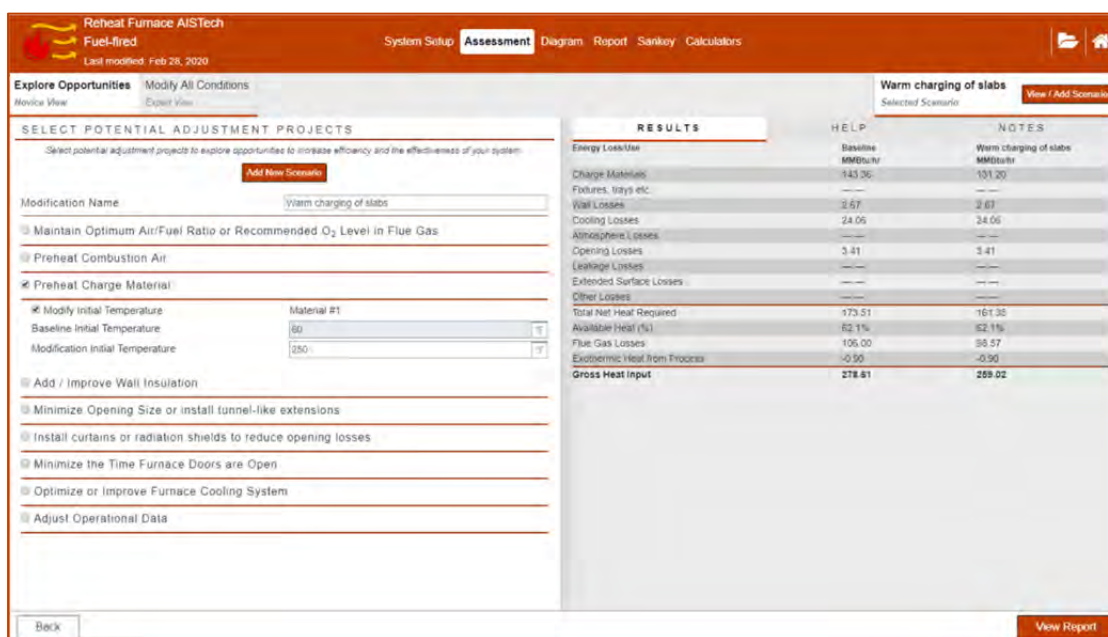 Reheat Furnace AISTech
Fuel-fired
Last modified: Feb 28, 2020
System Setup Assessment Diagram Report Sankey Calculators
Explore Opportunities
Novice View
Modify All Conditions
Expert View
Warm charging of slabs
Selected Scenario
View / Add Scenario
SELECT POTENTIAL ADJUSTMENT PROJECTS
Select potential adjustment projects to explore opportunities to increase efficiency and the effectiveness of your system.
Add New Scenario
Modification Name Warm charging of slabs
Maintain Optimum Air/Fuel Ratio or Recommended O2 Level in Flue Gas
Preheat Combustion Air
Preheat Charge Material
Modify Initial Temperature Material #1
Baseline Initial Temperature 60
Modification Initial Temperature 250
Add / Improve Wall Insulation
Minimize Opening Size or install tunnel-like extensions
Install curtains or radiation shields to reduce opening losses
Minimize the Time Furnace Doors are Open
Optimize or Improve Furnace Cooling System
Adjust Operational Data
Back
RESULTS HELP NOTES
Energy Loss/Use Baseline Warm charging of slabs
MMBtu/hr MMBtu/hr
Charge Materials 143.36 131.20
Fixtures, trays etc. — — — —
Wall Losses 2.67 2.67
Cooling Losses 24.06 24.06
Atmosphere Losses — — — —
Opening Losses 3.41 3.41
Leakage Losses — — — —
Extended Surface Losses — — — —
Other Losses — — — —
Total Net Heat Required 173.51 161.35
Available Heat (%) 62.1% 62.1%
Flue Gas Losses 106.00 98.57
Exothermic Heat from Process -0.90 -0.90
Gross Heat Input 278.61 259.02
View Report